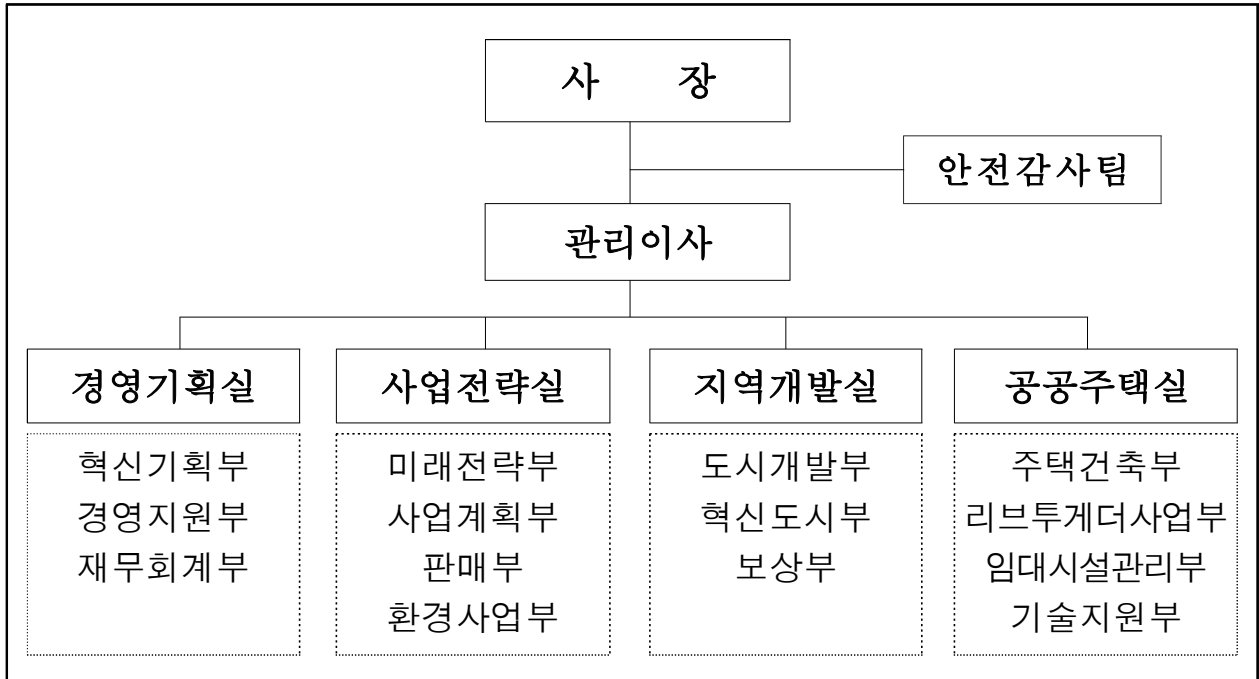 사 장
안전감사팀
관리이사
경영기획실 사업전략실 지역개발실 공공주택실
혁신기획부 미래전략부 도시개발부 주택건축부
경영지원부 사업계획부 혁신도시부 리브투게더사업부
재무회계부 판매부 보상부 임대시설관리부
환경사업부 기술지원부